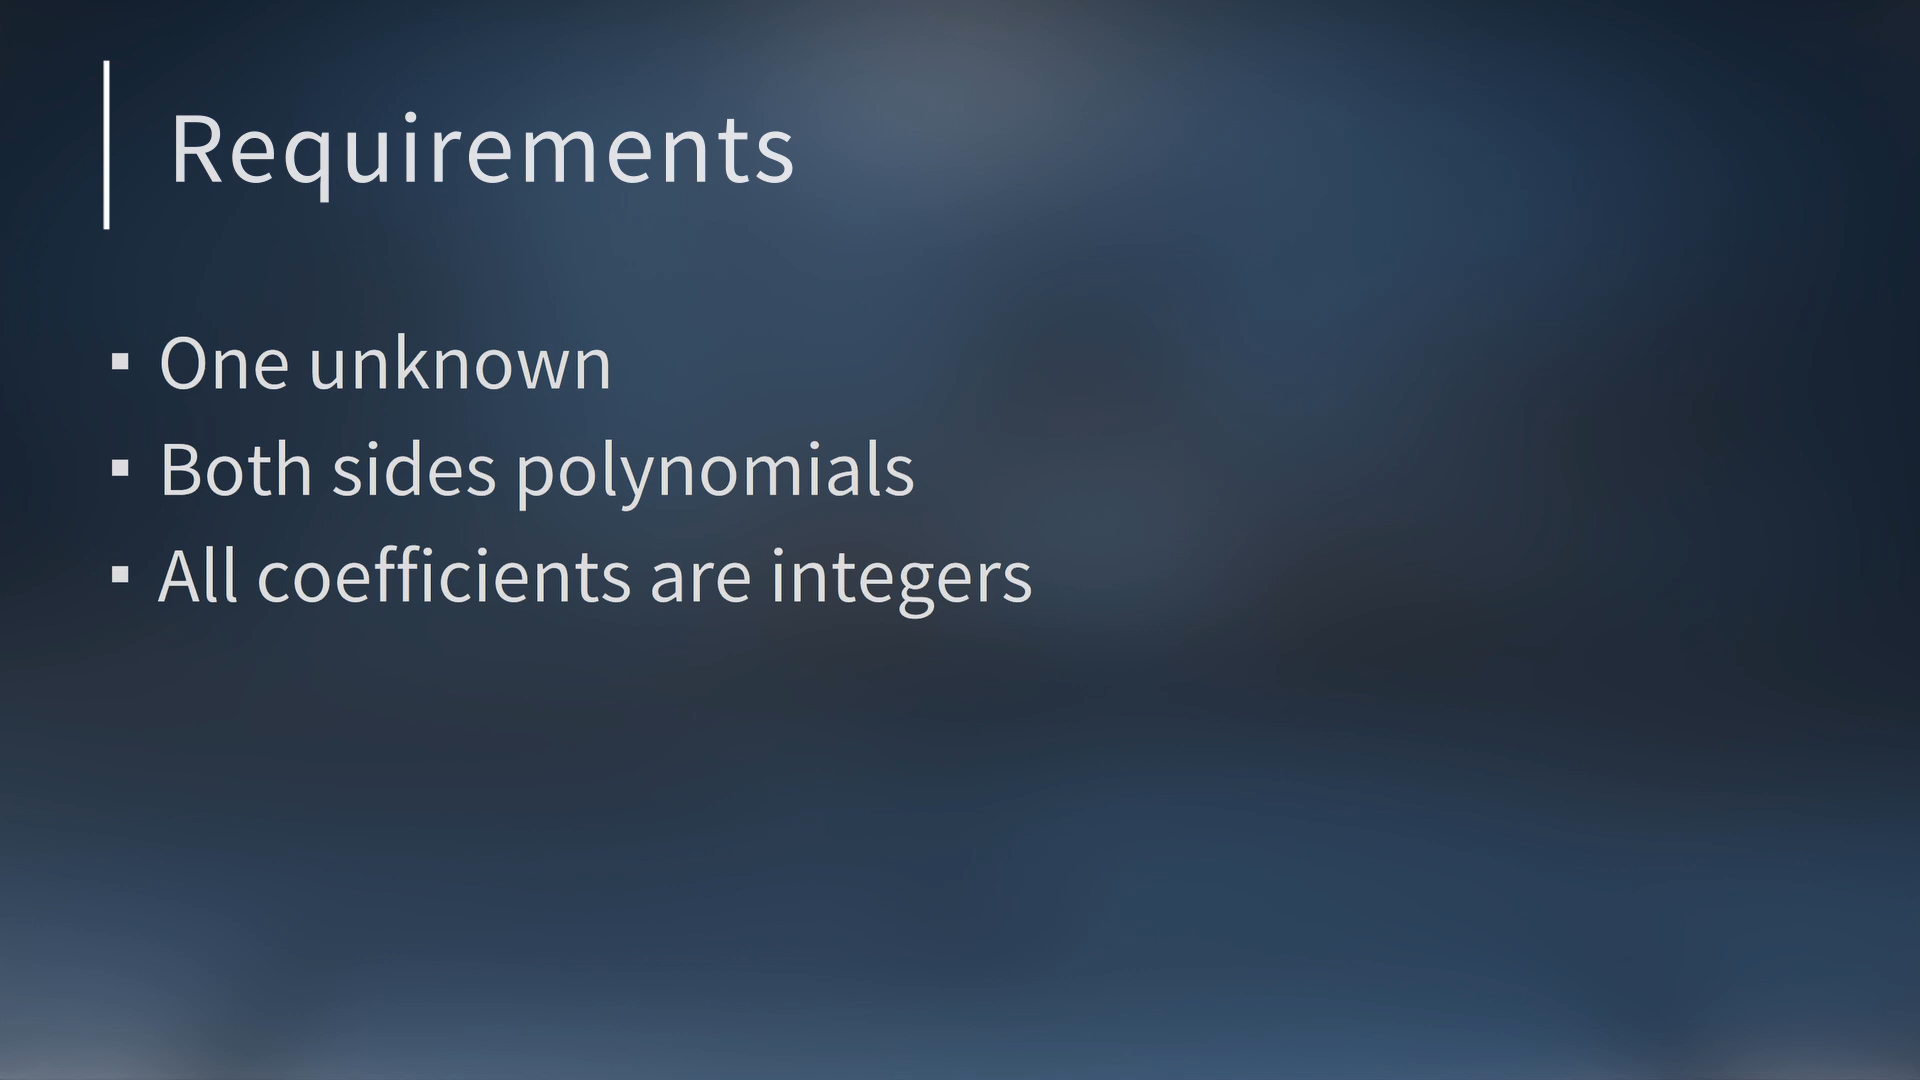 Requirements
▪ One unknown
▪ Both sides polynomials
▪ All coefficients are integers